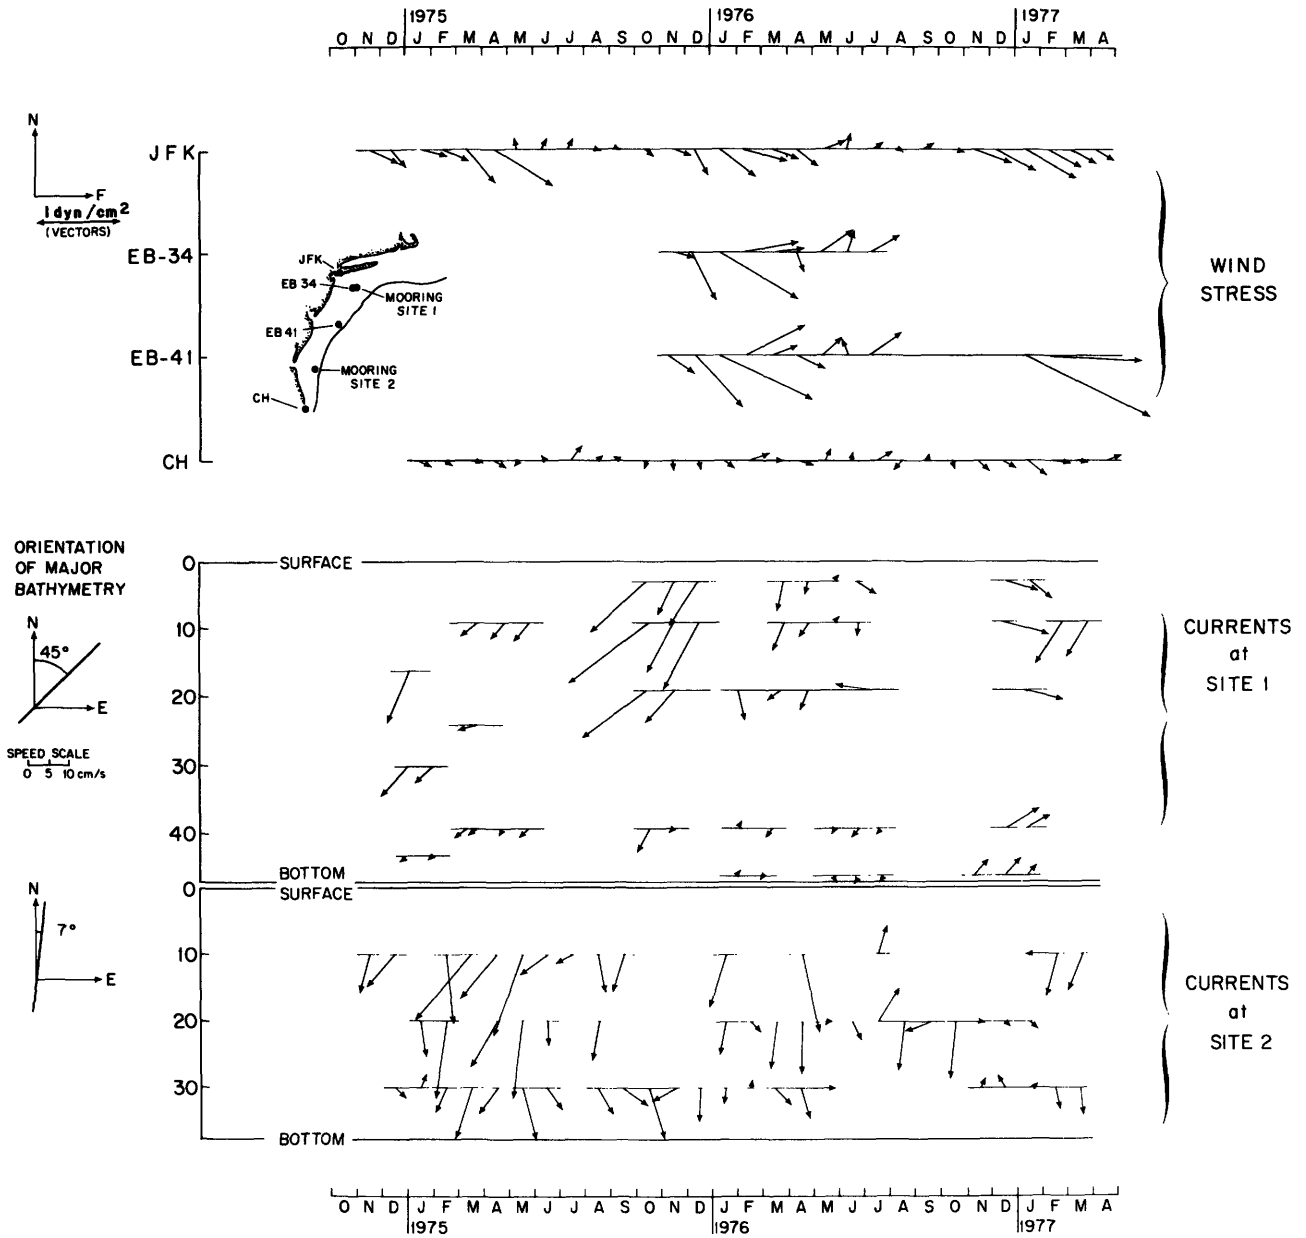 1975 1976 1977
O N D J F M A M J J A S O N D J F M A M J J A S O N D J F M A
N
F
1 dyn/cm2
(VECTORS)
JFK
EB-34
EB-41
CH
JFK
EB 34
MOORING
SITE 1
EB 41
MOORING
SITE 2
CH
WIND
STRESS
ORIENTATION
OF MAJOR
BATHYMETRY
N
45°
E
SPEED SCALE
0 5 10 cm/s
0
SURFACE
10
20
30
40
BOTTOM
CURRENTS
at
SITE 1
0
SURFACE
N
7°
E
10
20
30
BOTTOM
CURRENTS
at
SITE 2
O N D J F M A M J J A S O N D J F M A M J J A S O N D J F M A
1975 1976 1977